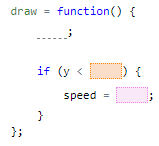 draw = function() {
______;
if (y < ) {
speed = ;
}
};